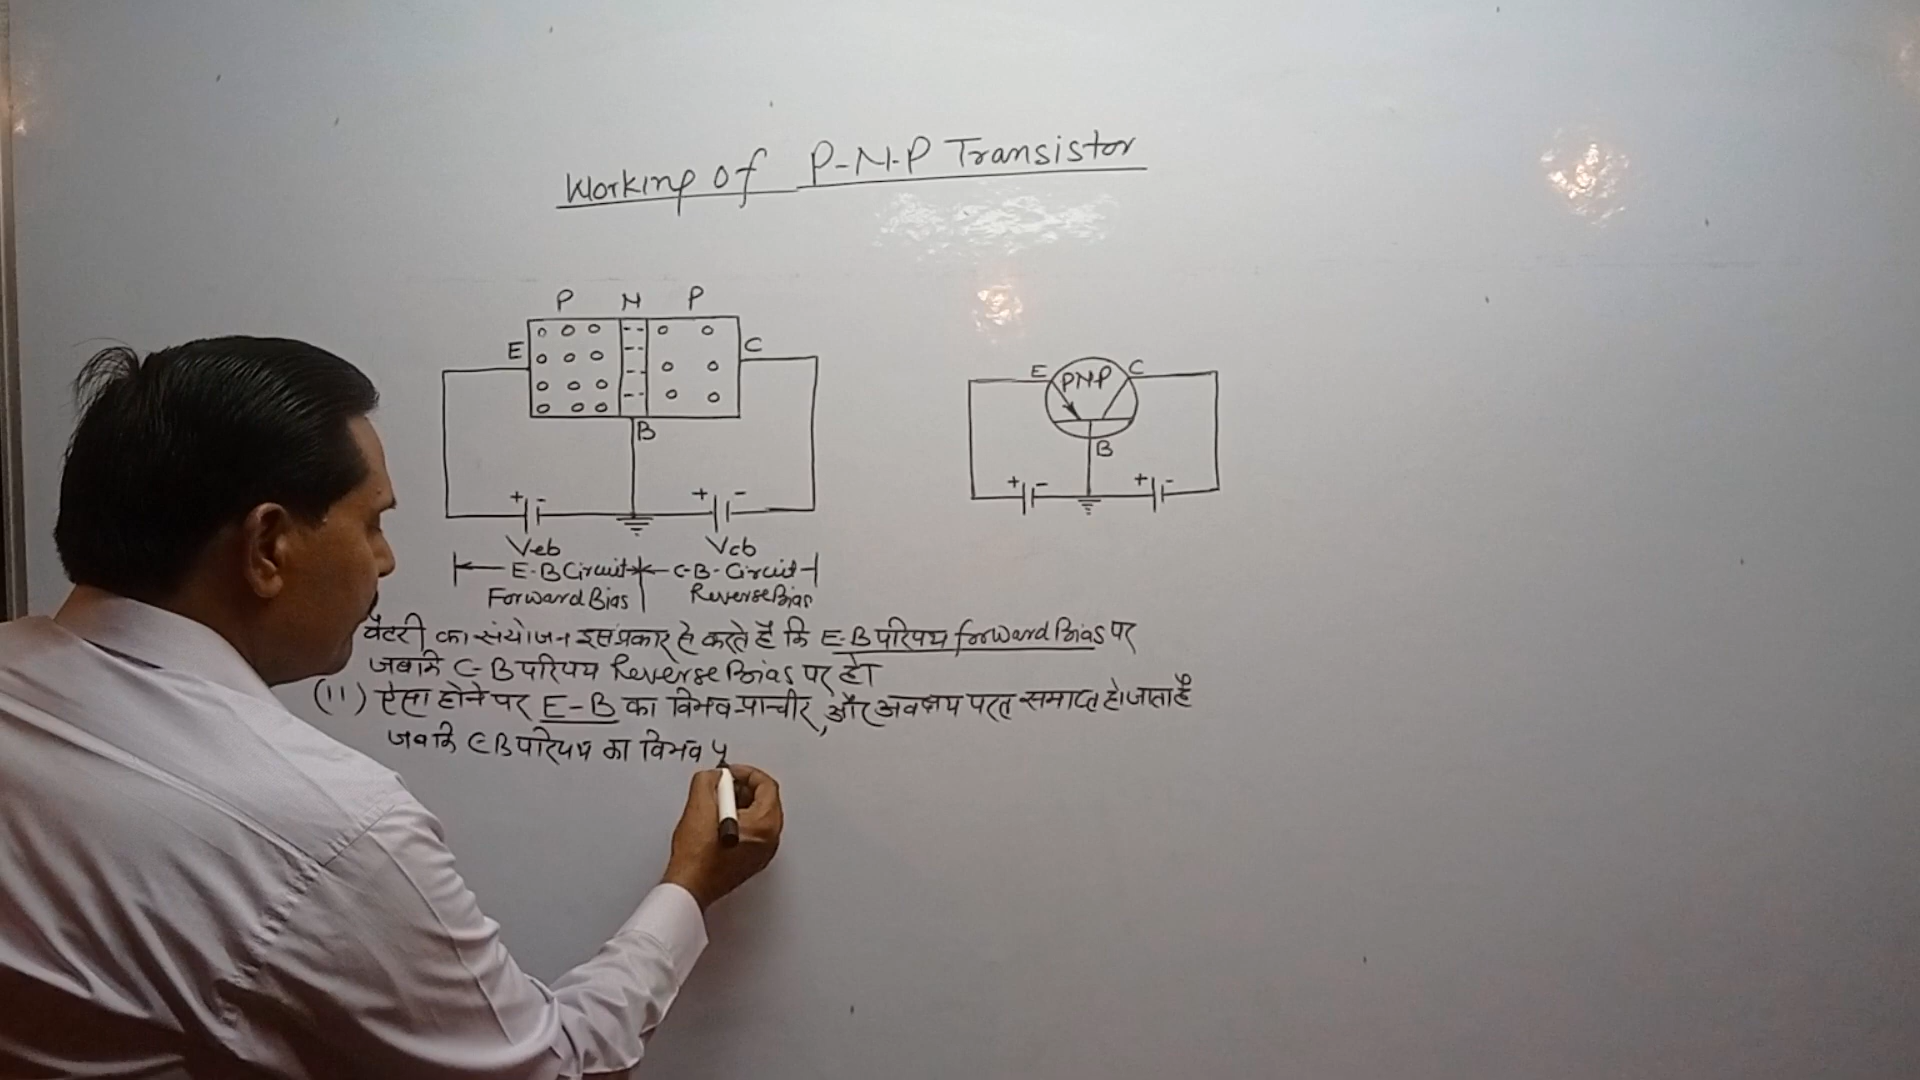 Working of P-N-P Transistor
P N P
E C
B
+ - + -
Veb Vcb
E-B Circuit C-B-Circuit
Forward Bias Reverse Bias
E PNP C
B
+ - + -
बैटरी का संयोजन इस प्रकार से करते हैं कि E-B परिपथ forward Bias पर
जबकि C-B परिपथ Reverse Bias पर हो
(II) ऐसा होने पर E-B का विभव-प्राचीर, और अवक्षय परत समाप्त हो जाता है
जबकि CB परिपथ का विभव